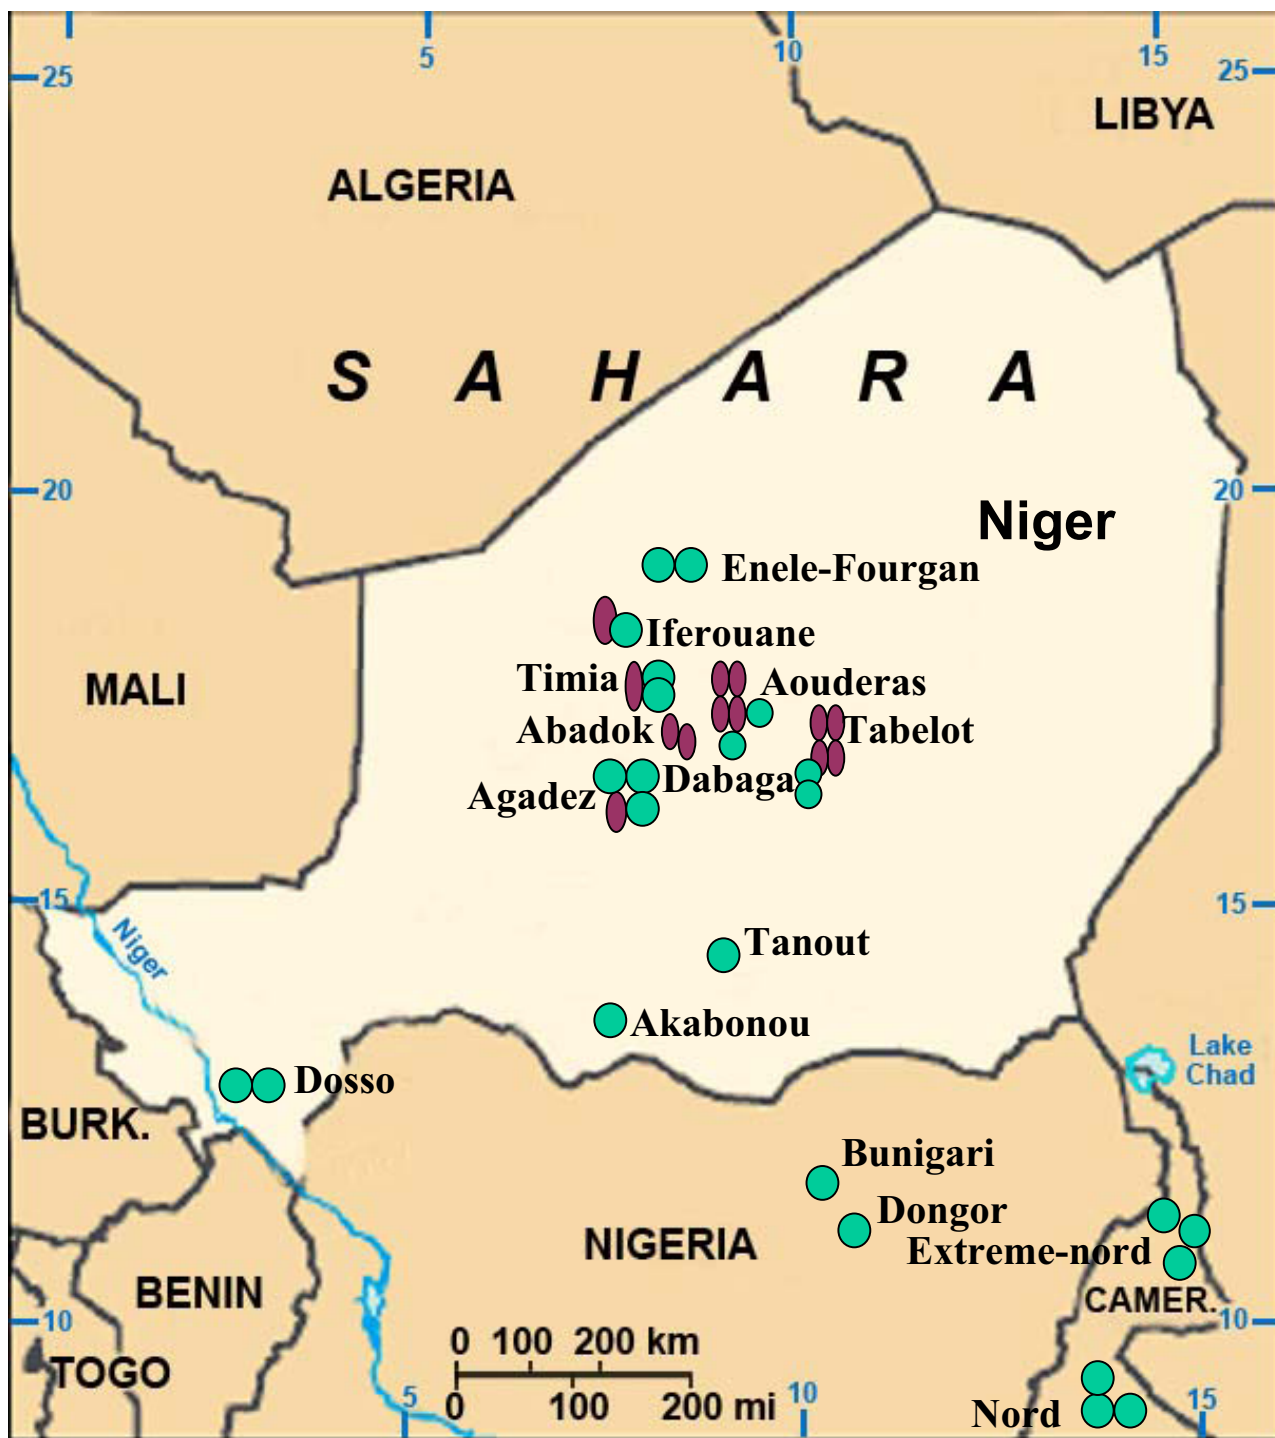 5
10
15
25
25
LIBYA
ALGERIA
S A H A R A
20
20
Niger
Enele-Fourgan
Iferouane
Timia
Aouderas
MALI
Abadok
Tabelot
Dabaga
Agadez
15
15
Niger
Tanout
Akabonou
Lake
Chad
Dosso
BURK.
Bunigari
Dongor
NIGERIA
Extreme-nord
BENIN
CAMER.
10
10
0 100 200 km
TOGO
0 100 200 mi
5
10
15
Nord